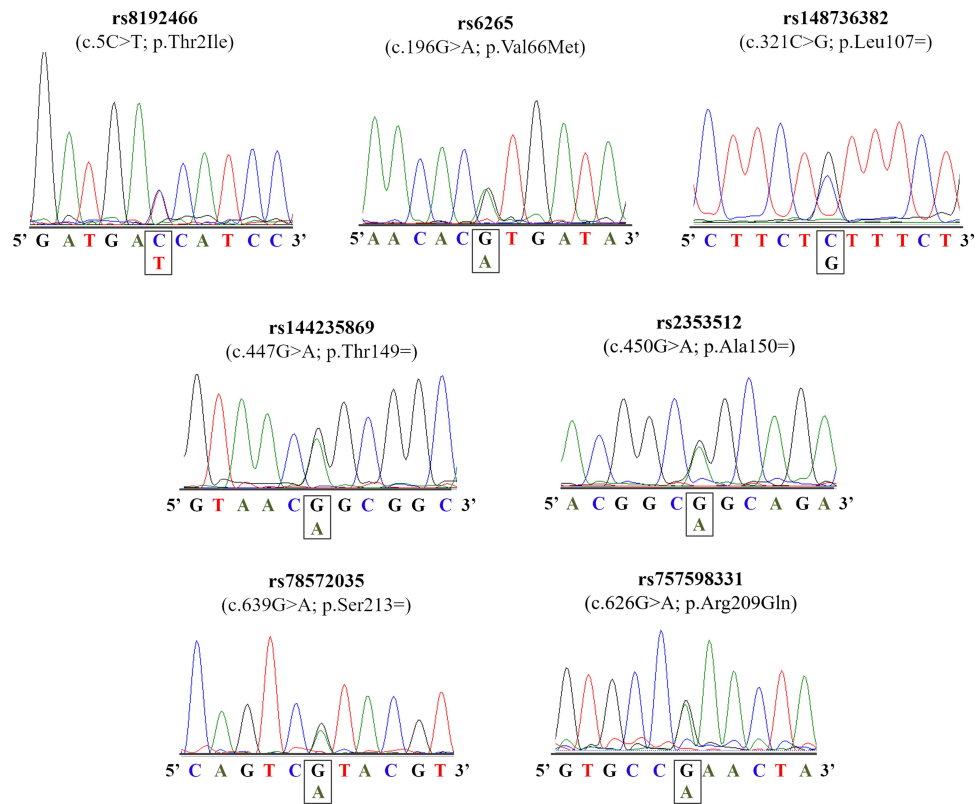 rs8192466
(c.5C>T; p.Thr2Ile)
5’ G A T G A C C A T C C 3’
T
rs6265
(c.196G>A; p.Val66Met)
5’ A A C A C G T G A T A 3’
A
rs148736382
(c.321C>G; p.Leu107=)
5’ C T T C T C T T T C T 3’
G
rs144235869
(c.447G>A; p.Thr149=)
5’ G T A A C G G C G G C 3’
A
rs2353512
(c.450G>A; p.Ala150=)
5’ A C G G C G G C A G A 3’
A
rs78572035
(c.639G>A; p.Ser213=)
5’ C A G T C G T A C G T 3’
A
rs757598331
(c.626G>A; p.Arg209Gln)
5’ G T G C C G A A C T A 3’
A